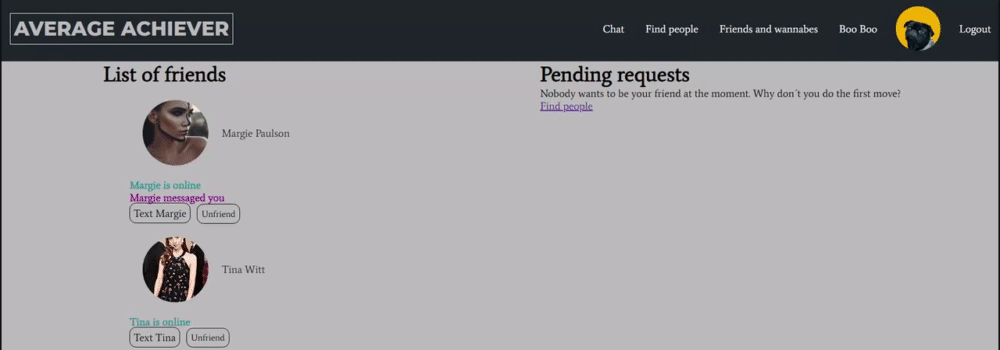 AVERAGE ACHIEVER
Chat Find people Friends and wannabes Boo Boo Logout
List of friends
Margie Paulson
Margie is online
Margie messaged you
Text Margie Unfriend
Tina Witt
Tina is online
Text Tina Unfriend
Pending requests
Nobody wants to be your friend at the moment. Why don´t you do the first move?
Find people